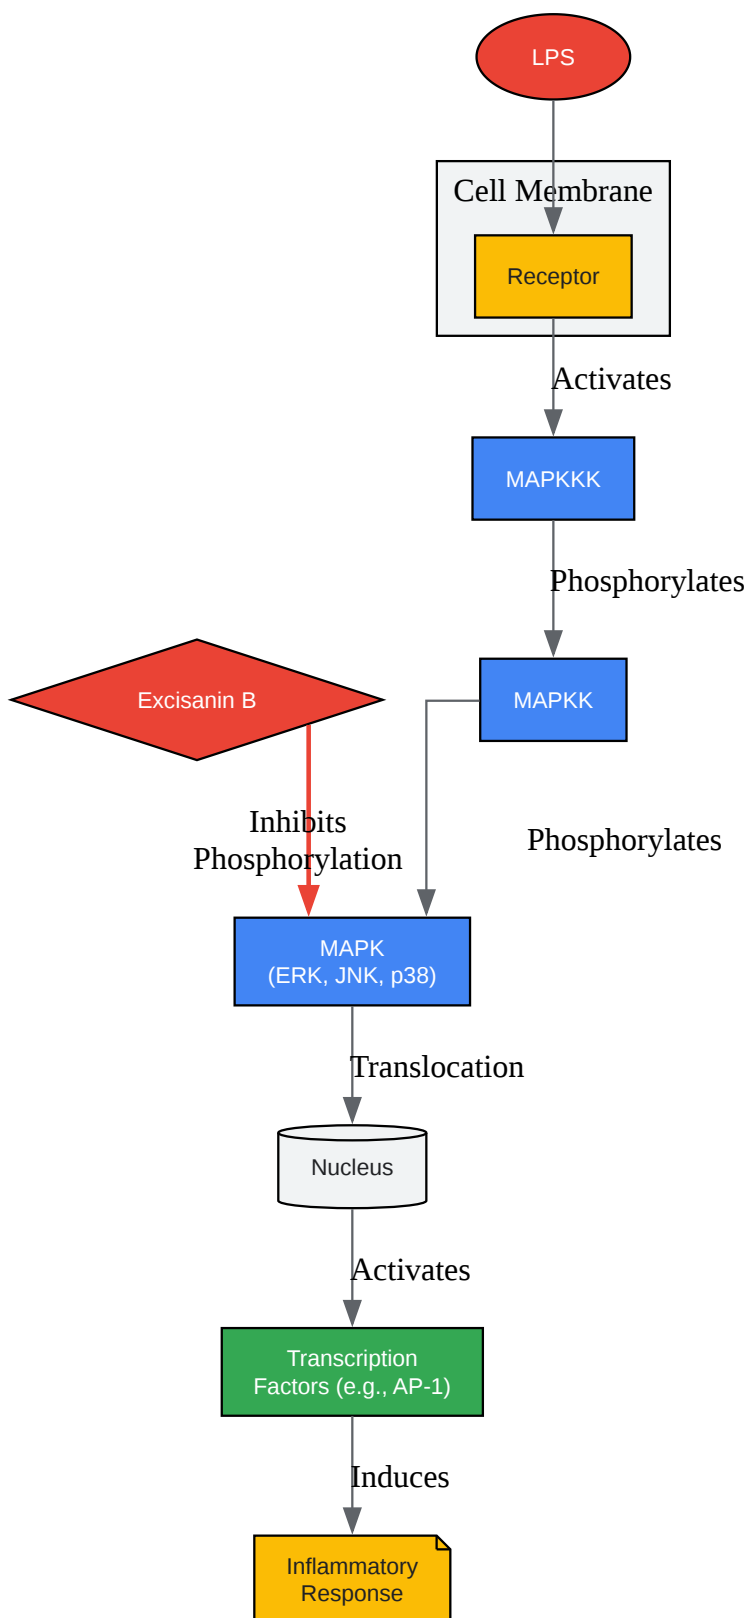 LPS
Cell Membrane
Receptor
Activates
MAPKKK
Phosphorylates
Excisanin B
MAPKK
Inhibits
Phosphorylation
Phosphorylates
MAPK
(ERK, JNK, p38)
Translocation
Nucleus
Activates
Transcription
Factors (e.g., AP-1)
Induces
Inflammatory
Response